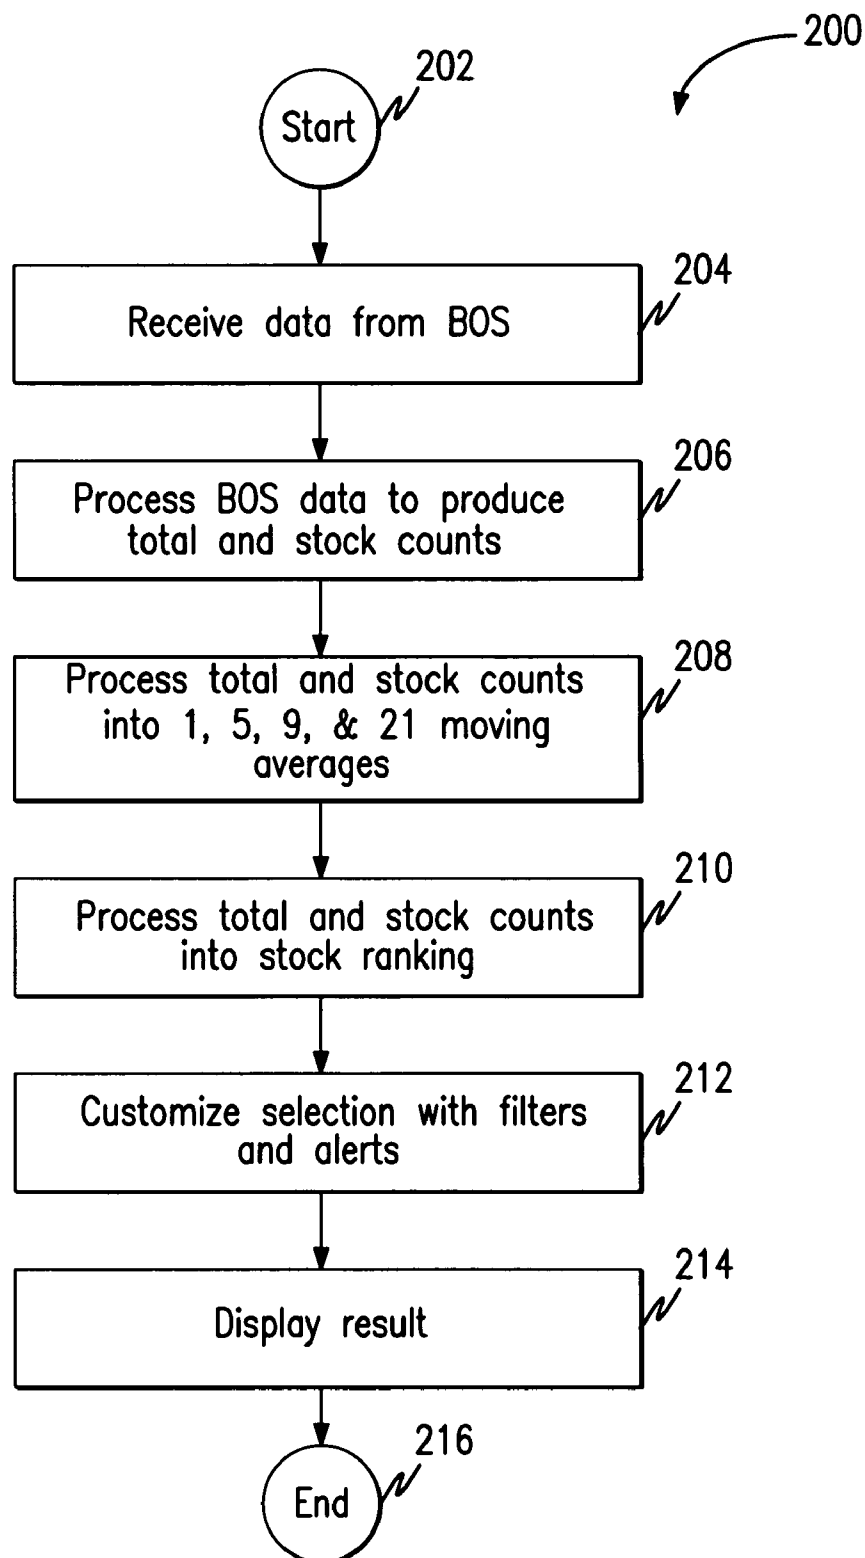 200
202
Start
204
Receive data from BOS
206
Process BOS data to produce
total and stock counts
208
Process total and stock counts
into 1, 5, 9, & 21 moving
averages
210
Process total and stock counts
into stock ranking
212
Customize selection with filters
and alerts
214
Display result
216
End